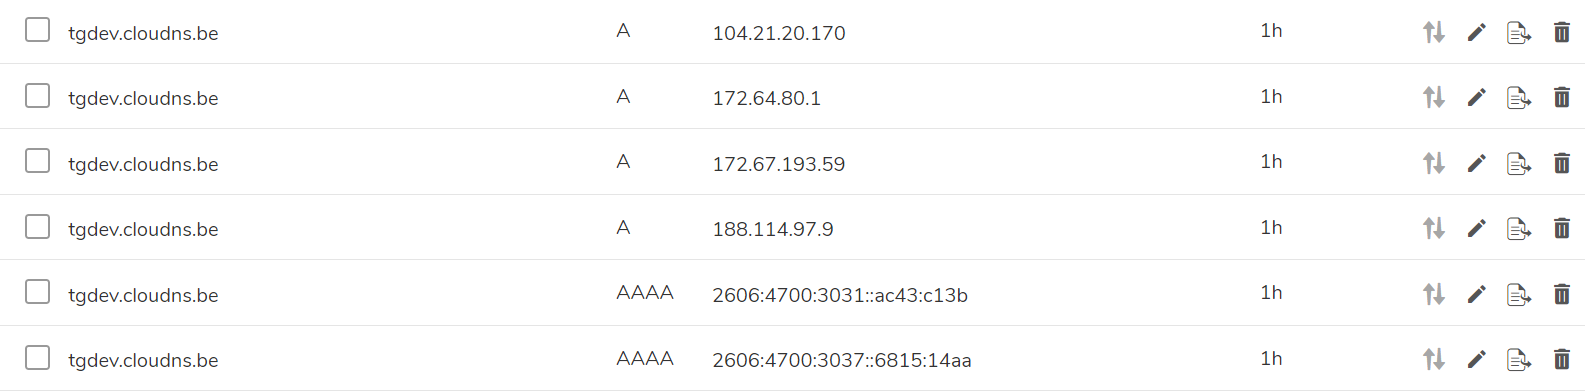 tgdev.cloudns.be A 104.21.20.170 1h
tgdev.cloudns.be A 172.64.80.1 1h
tgdev.cloudns.be A 172.67.193.59 1h
tgdev.cloudns.be A 188.114.97.9 1h
tgdev.cloudns.be AAAA 2606:4700:3031::ac43:c13b 1h
tgdev.cloudns.be AAAA 2606:4700:3037::6815:14aa 1h